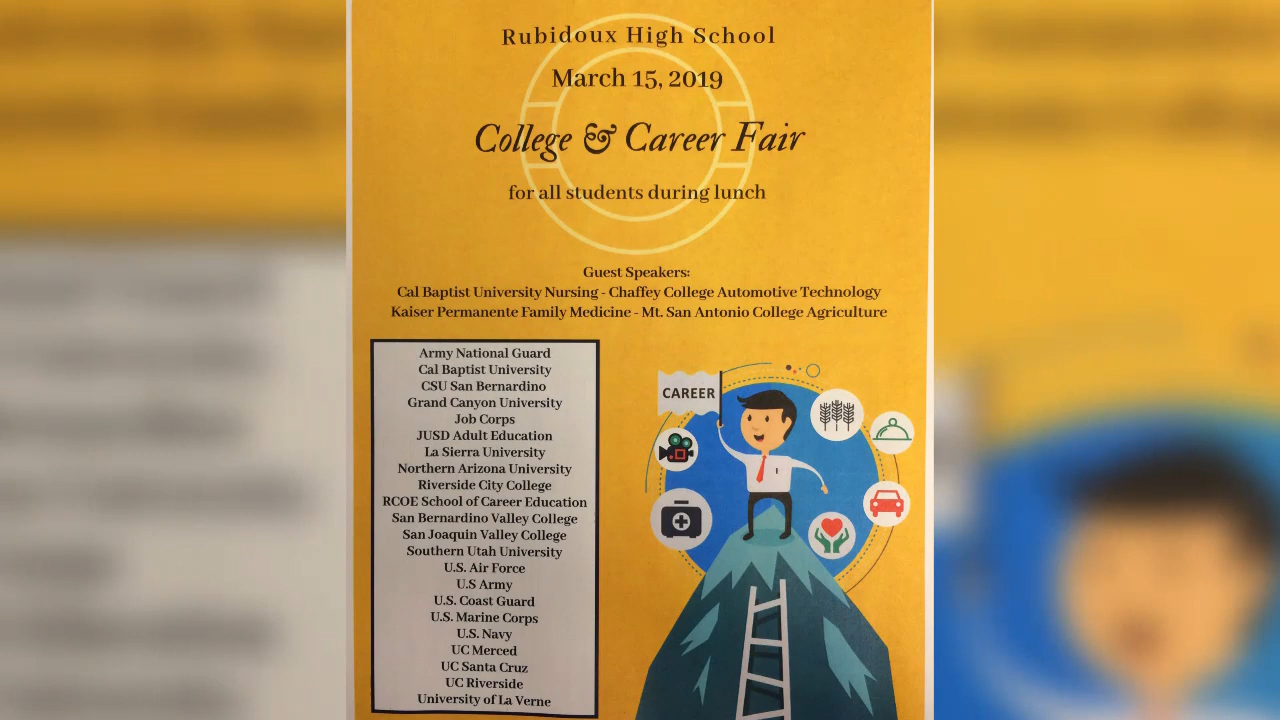 Rubidoux High School
March 15, 2019
College & Career Fair
for all students during lunch
Guest Speakers:
Cal Baptist University Nursing - Chaffey College Automotive Technology
Kaiser Permanente Family Medicine - Mt. San Antonio College Agriculture
Army National Guard
Cal Baptist University
CSU San Bernardino
Grand Canyon University
Job Corps
JUSD Adult Education
La Sierra University
Northern Arizona University
Riverside City College
RCOE School of Career Education
San Bernardino Valley College
San Joaquin Valley College
Southern Utah University
U.S. Air Force
U.S Army
U.S. Coast Guard
U.S. Marine Corps
U.S. Navy
UC Merced
UC Santa Cruz
UC Riverside
University of La Verne
CAREER